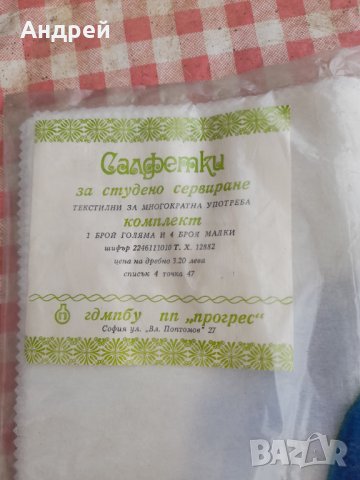 Андрей
Салфетки
за студено сервиране
ТЕКСТИЛНИ ЗА МНОГОКРАТНА УПОТРЕБА
комплект
1 БРОЙ ГОЛЯМА И 4 БРОЯ МАЛКИ
шифър 2246111010 Т. Х. 12882
цена на дребно 3.20 лева
списък 4 точка 47
гдмпбу пп „прогрес“
София ул. „Вл. Поптомов“ 27
BAZAR